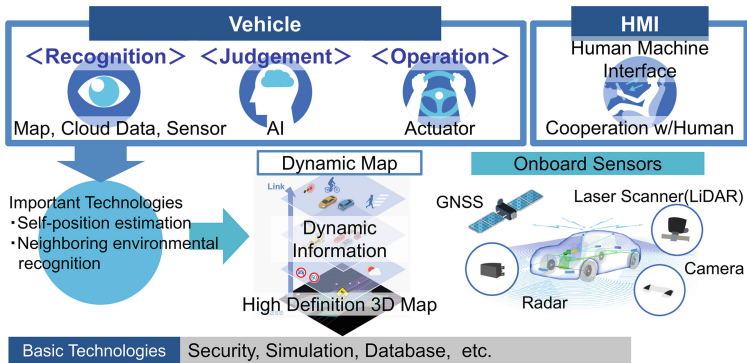 Vehicle
HMI
＜Recognition＞
＜Judgement＞
＜Operation＞
Human Machine
Interface
Map, Cloud Data, Sensor
AI
Actuator
Cooperation w/Human
Dynamic Map
Onboard Sensors
Important Technologies
・Self-position estimation
・Neighboring environmental
recognition
Link
Dynamic
Information
High Definition 3D Map
GNSS
Laser Scanner(LiDAR)
Camera
Radar
Basic Technologies
Security, Simulation, Database, etc.